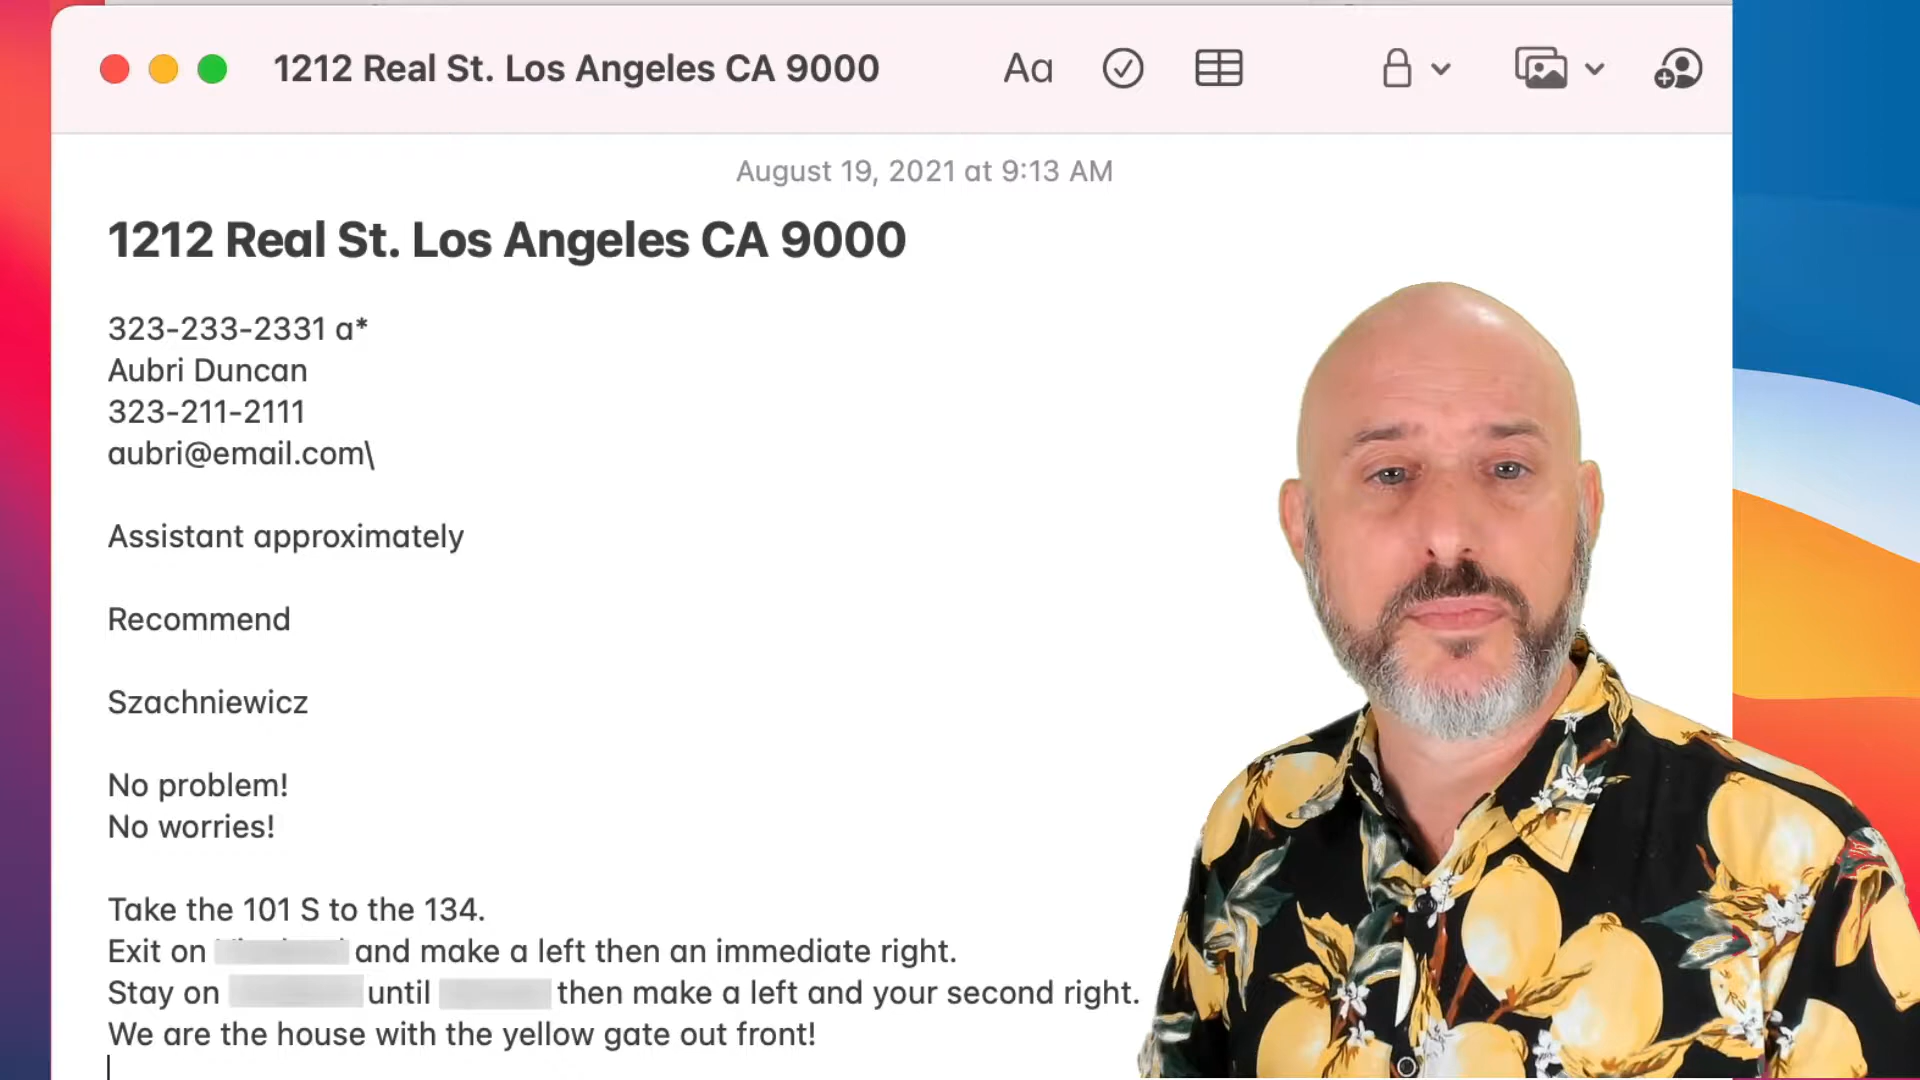 1212 Real St. Los Angeles CA 9000
Aa
August 19, 2021 at 9:13 AM
1212 Real St. Los Angeles CA 9000
323-233-2331 a*
Aubri Duncan
323-211-2111
aubri@email.com\
Assistant approximately
Recommend
Szachniewicz
No problem!
No worries!
Take the 101 S to the 134.
Exit on and make a left then an immediate right.
Stay on until then make a left and your second right.
We are the house with the yellow gate out front!